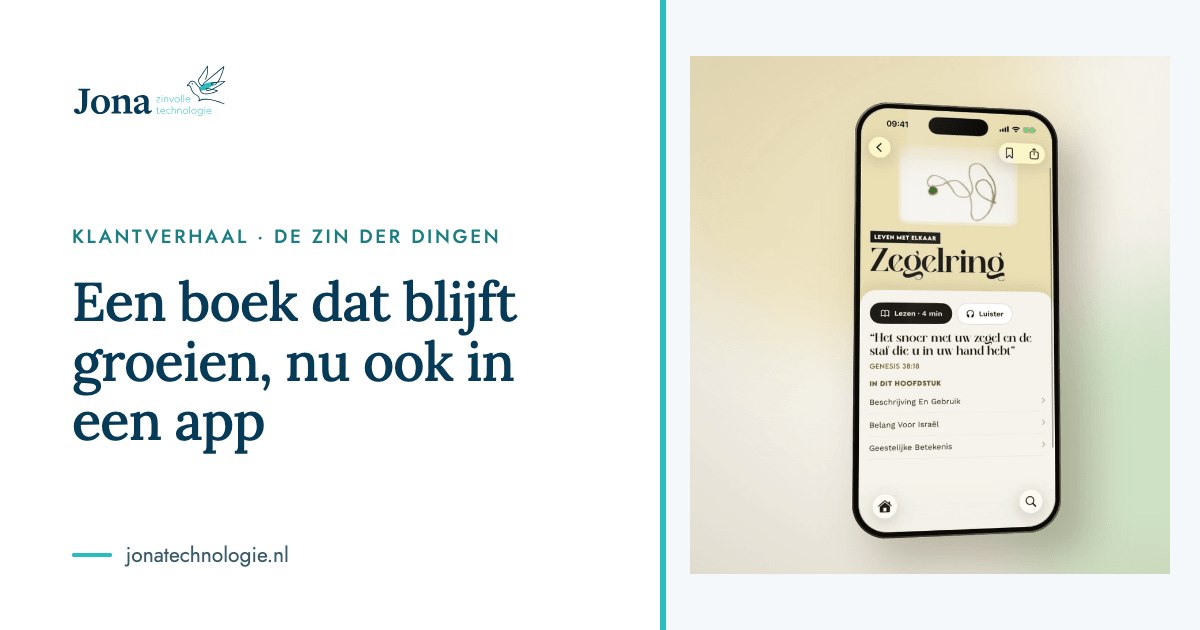 Jona zinvolle technologie
KLANTVERHAAL · DE ZIN DER DINGEN
Een boek dat blijft
groeien, nu ook in
een app
jonatechnologie.nl
09:41
LEVEN MET ELKAAR
Zegelring
Lezen · 4 min
Luister
“Het snoer met uw zegel en de
staf die u in uw hand hebt”
GENESIS 38:18
IN DIT HOOFDSTUK
Beschrijving En Gebruik
Belang Voor Israël
Geestelijke Betekenis